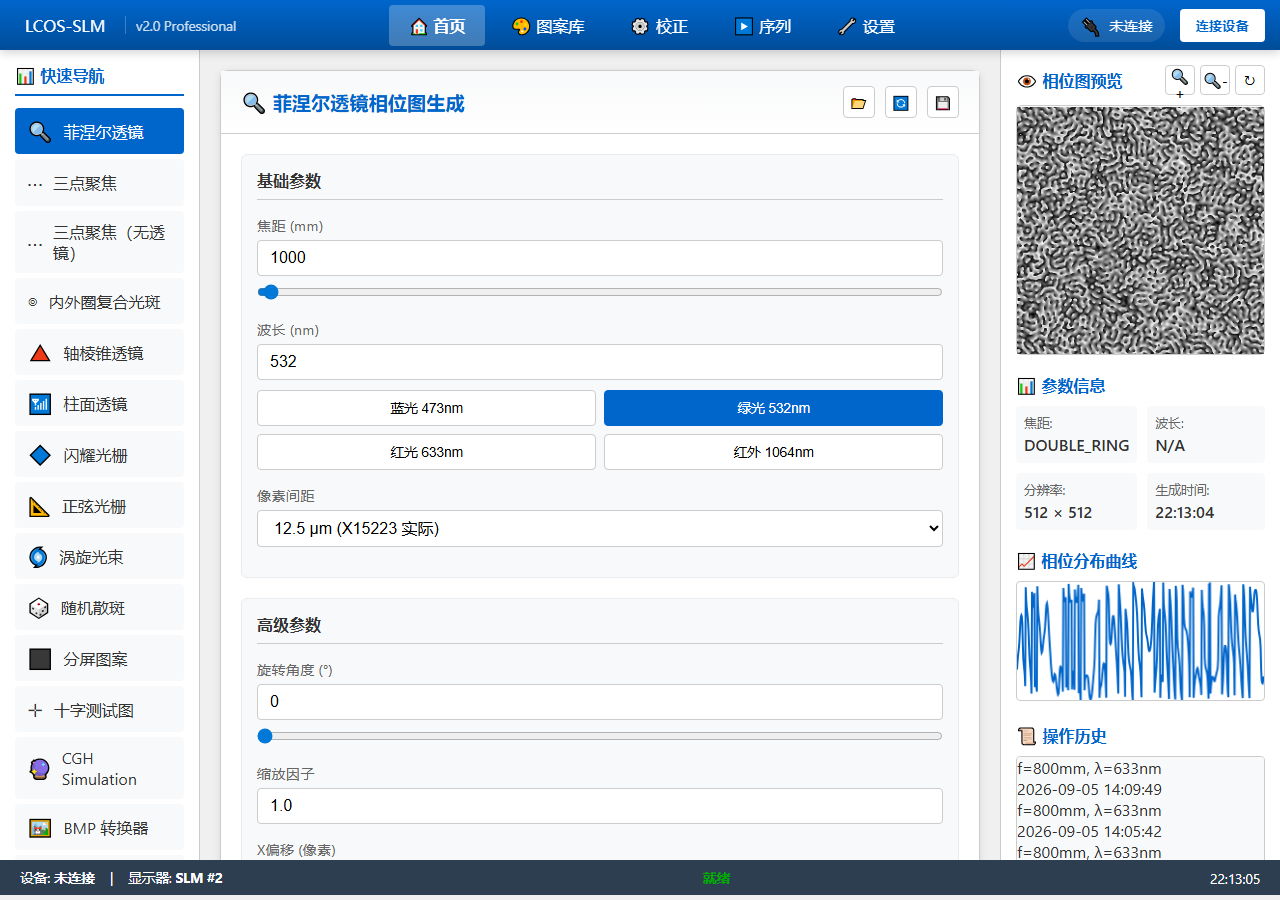 LCOS-SLM
v2.0 Professional
首页
图案库
校正
序列
设置
未连接
连接设备
快速导航
菲涅尔透镜
三点聚焦
三点聚焦（无透
镜）
内外圈复合光斑
轴棱锥透镜
柱面透镜
闪耀光栅
正弦光栅
涡旋光束
随机散斑
分屏图案
十字测试图
CGH
Simulation
BMP 转换器
菲涅尔透镜相位图生成
基础参数
焦距 (mm)
1000
波长 (nm)
532
蓝光 473nm
绿光 532nm
红光 633nm
红外 1064nm
像素间距
12.5 μm (X15223 实际)
高级参数
旋转角度 (°)
0
缩放因子
1.0
X偏移 (像素)
相位图预览
+
-
↻
参数信息
焦距:
DOUBLE_RING
波长:
N/A
分辨率:
512 × 512
生成时间:
22:13:04
相位分布曲线
操作历史
f=800mm, λ=633nm
2026-09-05 14:09:49
f=800mm, λ=633nm
2026-09-05 14:05:42
f=800mm, λ=633nm
设备: 未连接 | 显示器: SLM #2
就绪
22:13:05